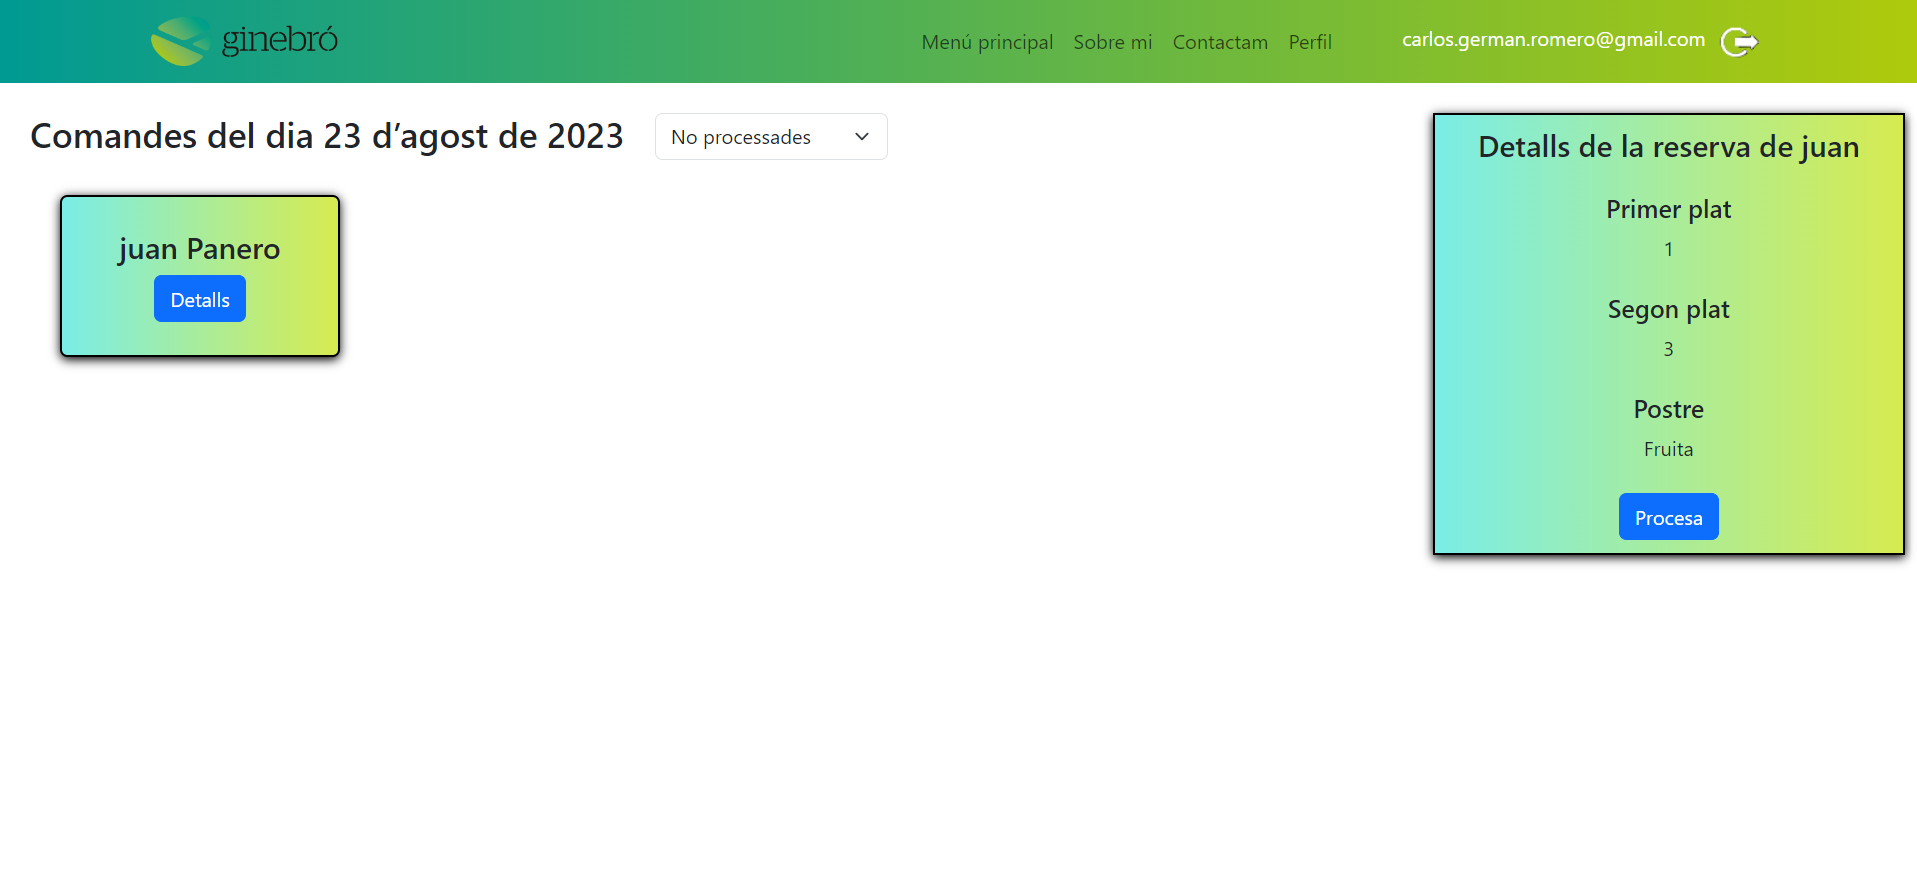 ginebró
Menú principal Sobre mi Contactam Perfil carlos.german.romero@gmail.com
Comandes del dia 23 d’agost de 2023
No processades
juan Panero
Detalls
Detalls de la reserva de juan
Primer plat
1
Segon plat
3
Postre
Fruita
Procesa